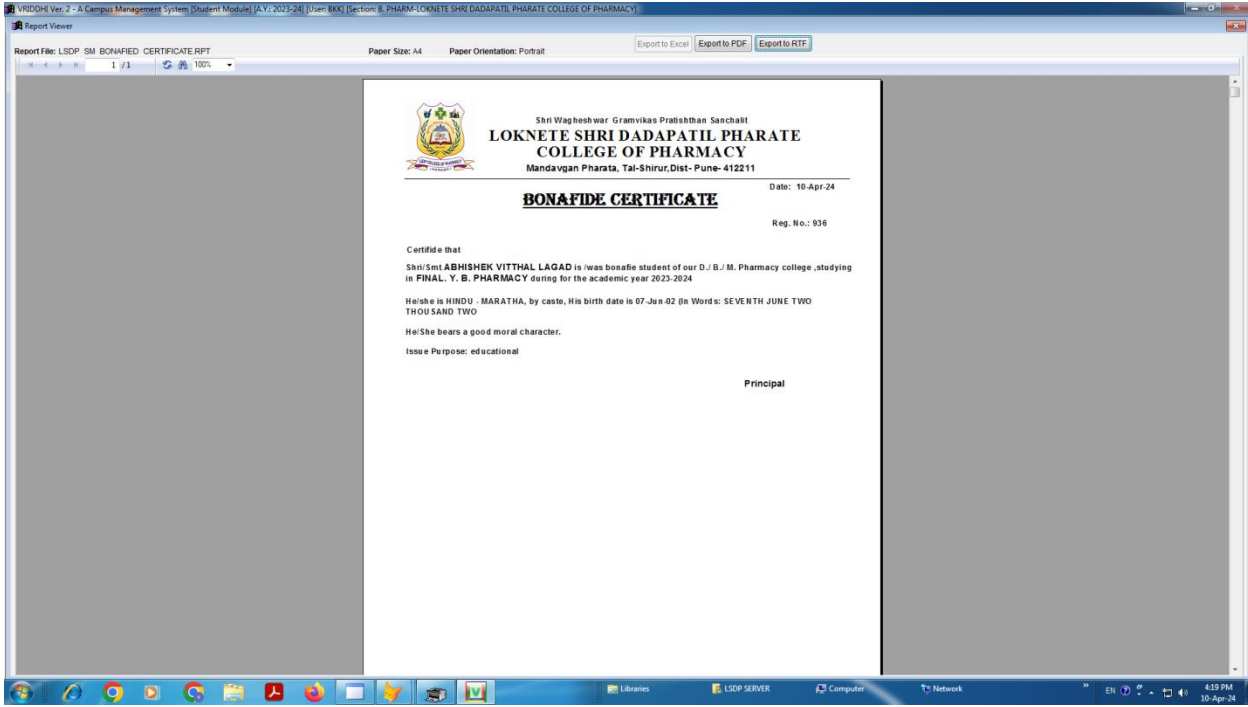 VRIDDHI Ver. 2 - A Campus Management System [Student Module] [A.Y.: 2023-24] [User: BKK] [Section: B. PHARM-LOKNETE SHRI DADAPATIL PHARATE COLLEGE OF PHARMACY]
Report Viewer
Report File: LSDP SM BONAFIED CERTIFICATE.RPT Paper Size: A4 Paper Orientation: Portrait Export to Excel Export to PDF Export to RTF
1 /1 100%
Shri Wagheshwar Gramvikas Pratishthan Sanchalit
LOKNETE SHRI DADAPATIL PHARATE
COLLEGE OF PHARMACY
Mandavgan Pharata, Tal-Shirur,Dist- Pune- 412211
Date: 10-Apr-24
BONAFIDE CERTIFICATE
Reg. No.: 936
Certifide that
Shri/Smt.ABHISHEK VITTHAL LAGAD is /was bonafie student of our D./ B./ M. Pharmacy college ,studying
in FINAL. Y. B. PHARMACY during for the academic year 2023-2024
He/she is HINDU - MARATHA, by caste, His birth date is 07-Jun-02 (In Words: SEVENTH JUNE TWO
THOUSAND TWO
He/She bears a good moral character.
Issue Purpose: educational
Principal
Libraries LSDP SERVER Computer Network EN 4:19 PM
10-Apr-24